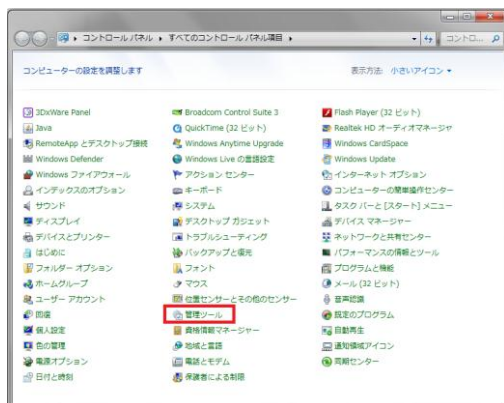 コントロール パネル ▸ すべてのコントロール パネル項目 ▸
コントロ...
コンピューターの設定を調整します
表示方法: 小さいアイコン
3DxWare Panel
Broadcom Control Suite 3
Flash Player (32 ビット)
Java
QuickTime (32 ビット)
Realtek HD オーディオマネージャ
RemoteApp とデスクトップ接続
Windows Anytime Upgrade
Windows CardSpace
Windows Defender
Windows Live の言語設定
Windows Update
Windows ファイアウォール
アクション センター
インターネット オプション
インデックスのオプション
キーボード
コンピューターの簡単操作センター
サウンド
システム
タスク バーと [スタート] メニュー
ディスプレイ
デスクトップ ガジェット
デバイス マネージャー
デバイスとプリンター
トラブルシューティング
ネットワークと共有センター
はじめに
バックアップと復元
パフォーマンスの情報とツール
フォルダー オプション
フォント
プログラムと機能
ホームグループ
マウス
メール (32 ビット)
ユーザー アカウント
位置センサーとその他のセンサー
音声認識
回復
管理ツール
既定のプログラム
個人設定
資格情報マネージャー
自動再生
色の管理
地域と言語
通知領域アイコン
電源オプション
電話とモデム
同期センター
日付と時刻
保護者による制限